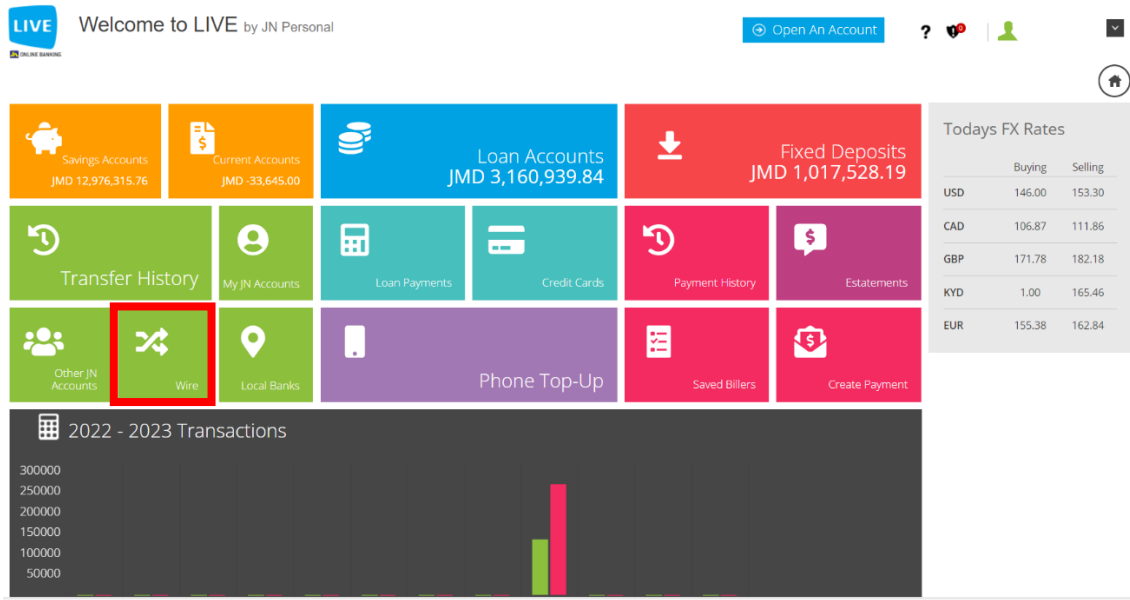 LIVE
ONLINE BANKING
Welcome to LIVE by JN Personal
Open An Account
?
0
Savings Accounts
JMD 12,976,315.76
Current Accounts
JMD -33,645.00
Loan Accounts
JMD 3,160,939.84
Fixed Deposits
JMD 1,017,528.19
Transfer History
My JN Accounts
Loan Payments
Credit Cards
Payment History
Estatements
Other JN
Accounts
Wire
Local Banks
Phone Top-Up
Saved Billers
Create Payment
Todays FX Rates
Buying Selling
USD 146.00 153.30
CAD 106.87 111.86
GBP 171.78 182.18
KYD 1.00 165.46
EUR 155.38 162.84
2022 - 2023 Transactions
300000
250000
200000
150000
100000
50000